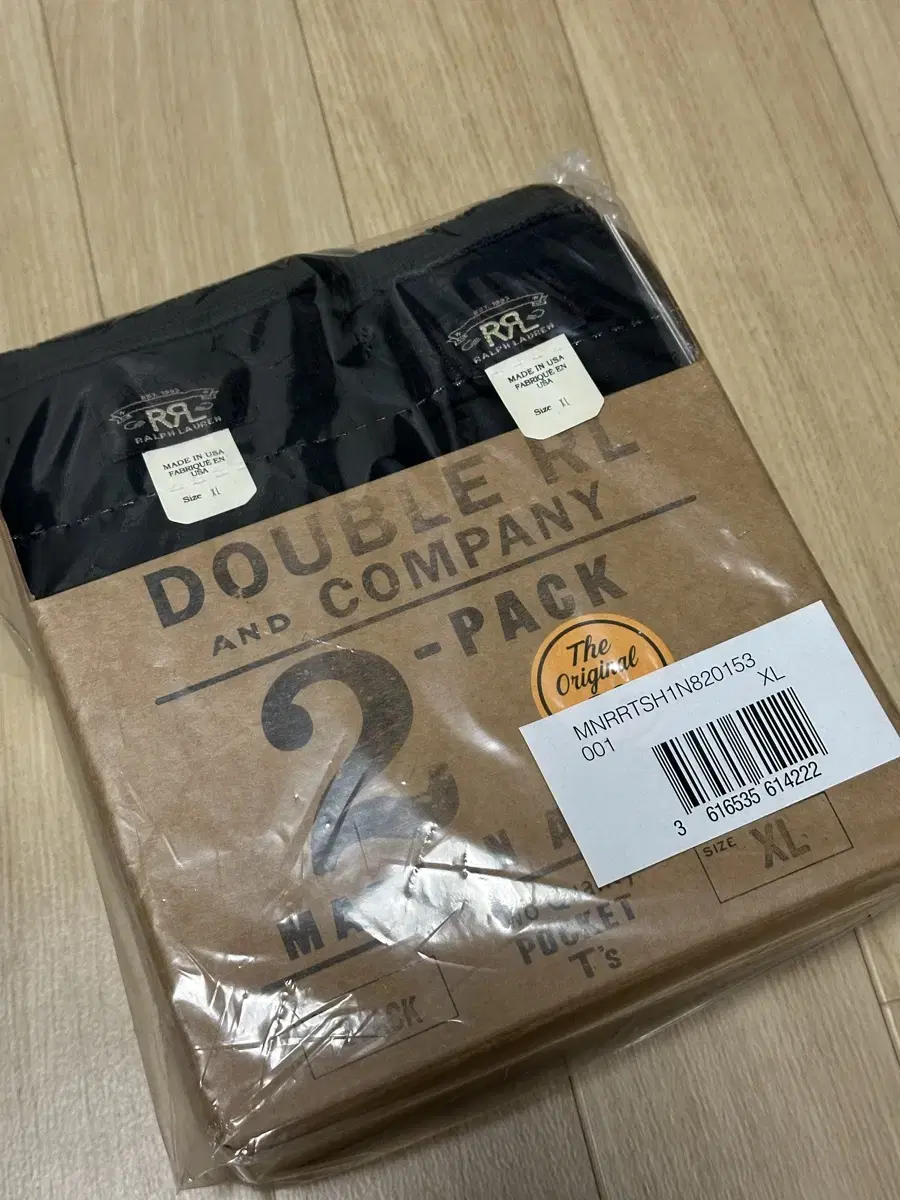 EST. 1993
RRL
RALPH LAUREN
MADE IN USA
FABRIQUE EN
USA
Size XL
EST. 1993
RRL
RALPH LAUREN
MADE IN USA
FABRIQUE EN
USA
Size XL
DOUBLE RL
AND COMPANY
2-PACK
The
Original
MNRRTSH1N820153
001 XL
3 616535 614222
SIZE XL
POCKET
T's